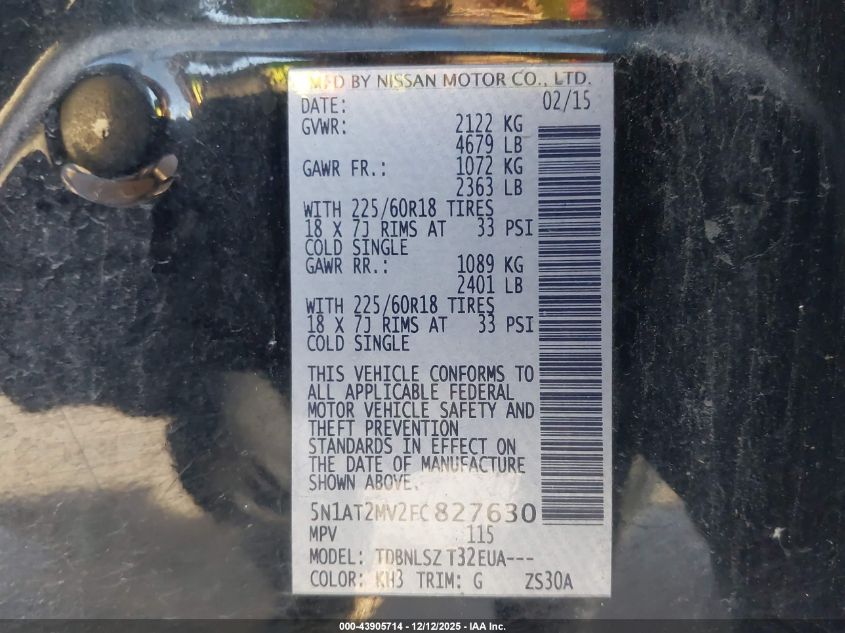 MFD BY NISSAN MOTOR CO., LTD.
DATE: 02/15
GVWR: 2122 KG
4679 LB
GAWR FR.: 1072 KG
2363 LB
WITH 225/60R18 TIRES
18 X 7J RIMS AT 33 PSI
COLD SINGLE
GAWR RR.: 1089 KG
2401 LB
WITH 225/60R18 TIRES
18 X 7J RIMS AT 33 PSI
COLD SINGLE
THIS VEHICLE CONFORMS TO
ALL APPLICABLE FEDERAL
MOTOR VEHICLE SAFETY AND
THEFT PREVENTION
STANDARDS IN EFFECT ON
THE DATE OF MANUFACTURE
SHOWN ABOVE.
5N1AT2MV2FC827630
MPV 115
MODEL: TDBNLSZ T32EUA---
COLOR: KH3 TRIM: G ZS30A
000-43905714 - 12/12/2025 - IAA Inc.